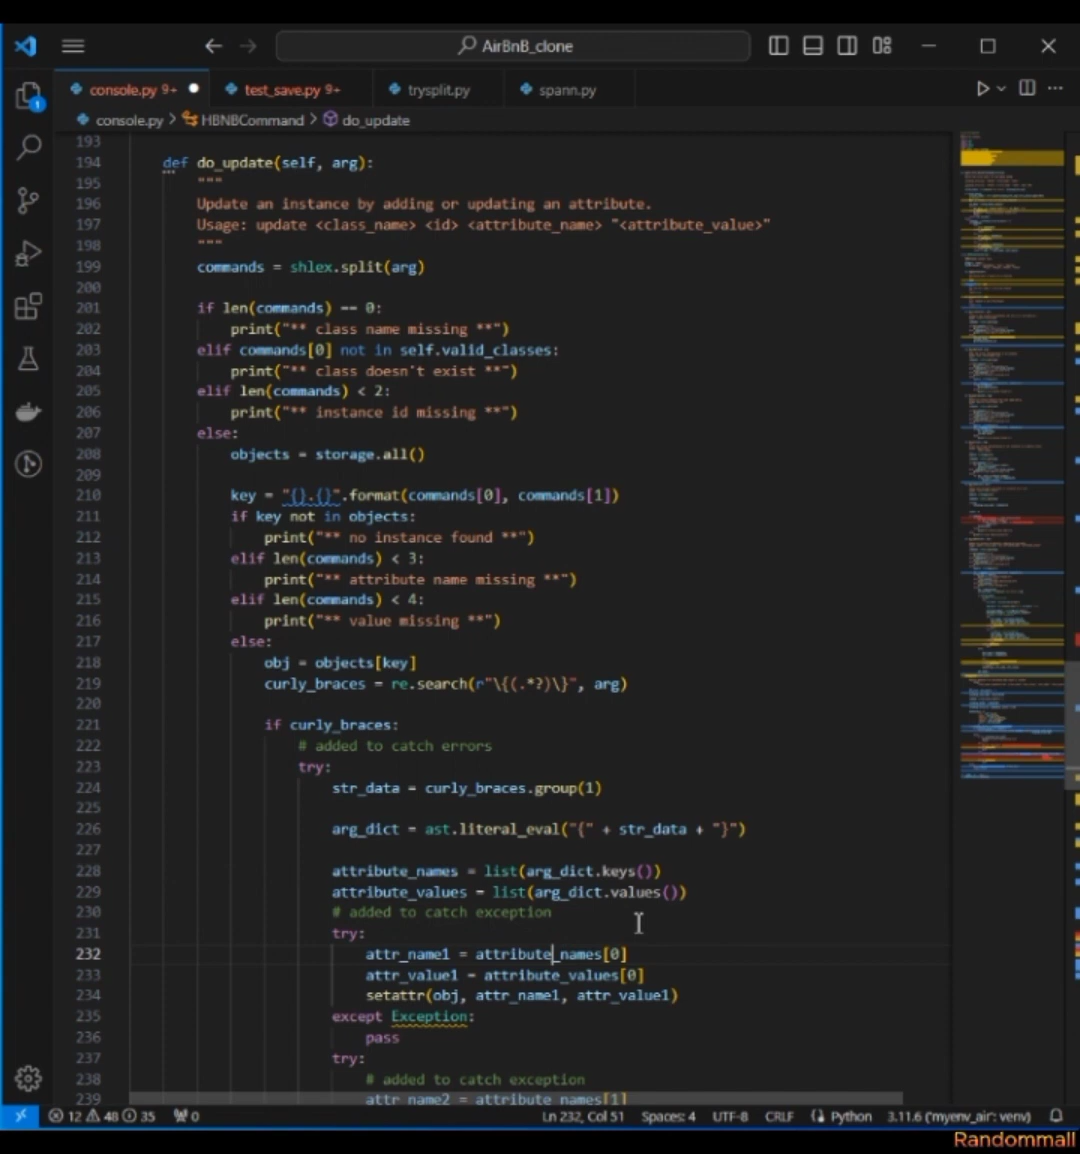 AirBnB_clone
console.py 9+
test_save.py 9+
trysplit.py
spann.py
console.py > HBNBCommand > do_update
193
194 def do_update(self, arg):
195 """
196 Update an instance by adding or updating an attribute.
197 Usage: update <class_name> <id> <attribute_name> "<attribute_value>"
198 """
199 commands = shlex.split(arg)
200
201 if len(commands) == 0:
202 print("** class name missing **")
203 elif commands[0] not in self.valid_classes:
204 print("** class doesn't exist **")
205 elif len(commands) < 2:
206 print("** instance id missing **")
207 else:
208 objects = storage.all()
209
210 key = "{}.{}".format(commands[0], commands[1])
211 if key not in objects:
212 print("** no instance found **")
213 elif len(commands) < 3:
214 print("** attribute name missing **")
215 elif len(commands) < 4:
216 print("** value missing **")
217 else:
218 obj = objects[key]
219 curly_braces = re.search(r"\{(.*?)\}", arg)
220
221 if curly_braces:
222 # added to catch errors
223 try:
224 str_data = curly_braces.group(1)
225
226 arg_dict = ast.literal_eval("{" + str_data + "}")
227
228 attribute_names = list(arg_dict.keys())
229 attribute_values = list(arg_dict.values())
230 # added to catch exception
231 try:
232 attr_name1 = attribute_names[0]
233 attr_value1 = attribute_values[0]
234 setattr(obj, attr_name1, attr_value1)
235 except Exception:
236 pass
237 try:
238 # added to catch exception
239 attr_name2 = attribute_names[1]
1
12 48 35 0 Ln 232, Col 51 Spaces: 4 UTF-8 CRLF Python 3.11.6 ('myenv_air': venv)
Randommall